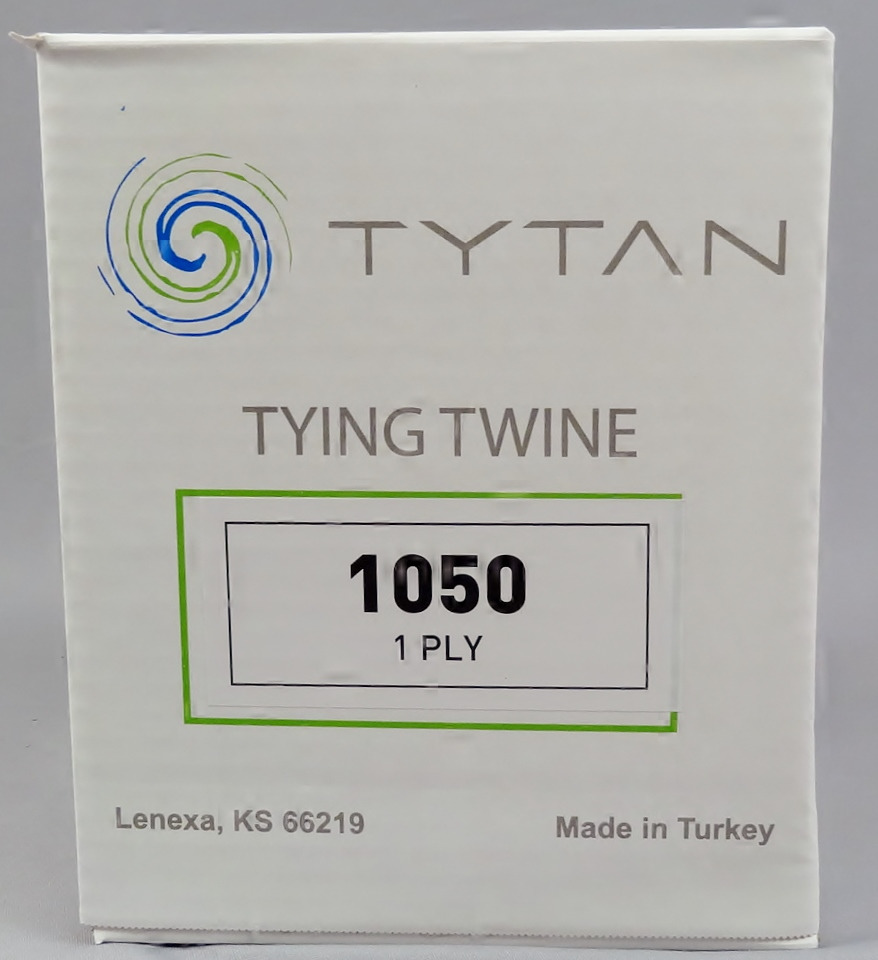 TYTAN
TYING TWINE
1050
1 PLY
Lenexa, KS 66219
Made in Turkey